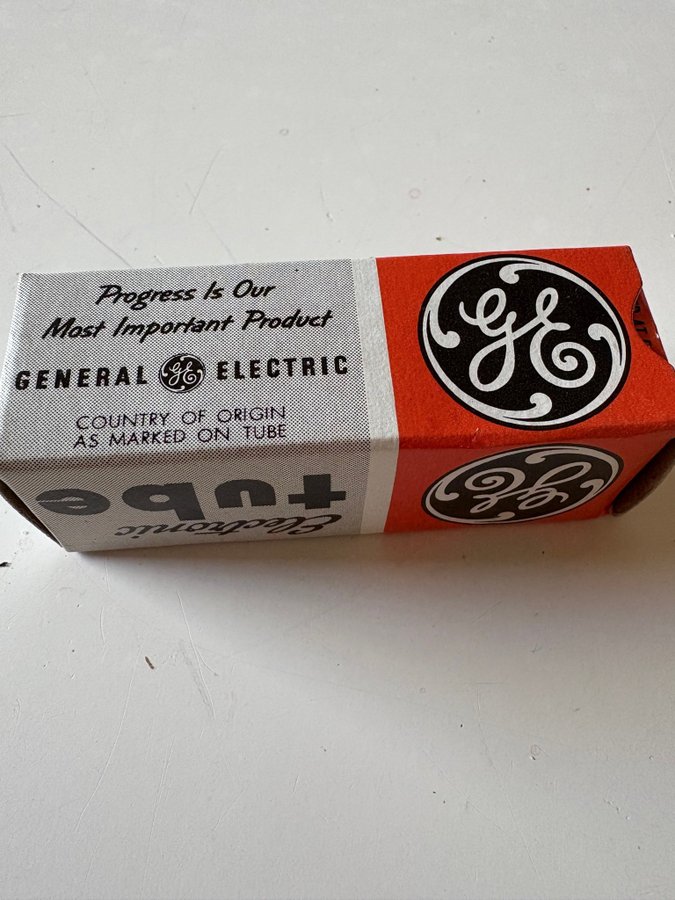 Progress Is Our
Most Important Product
GENERAL GE ELECTRIC
COUNTRY OF ORIGIN
AS MARKED ON TUBE
GE
Electronic
tube
GE